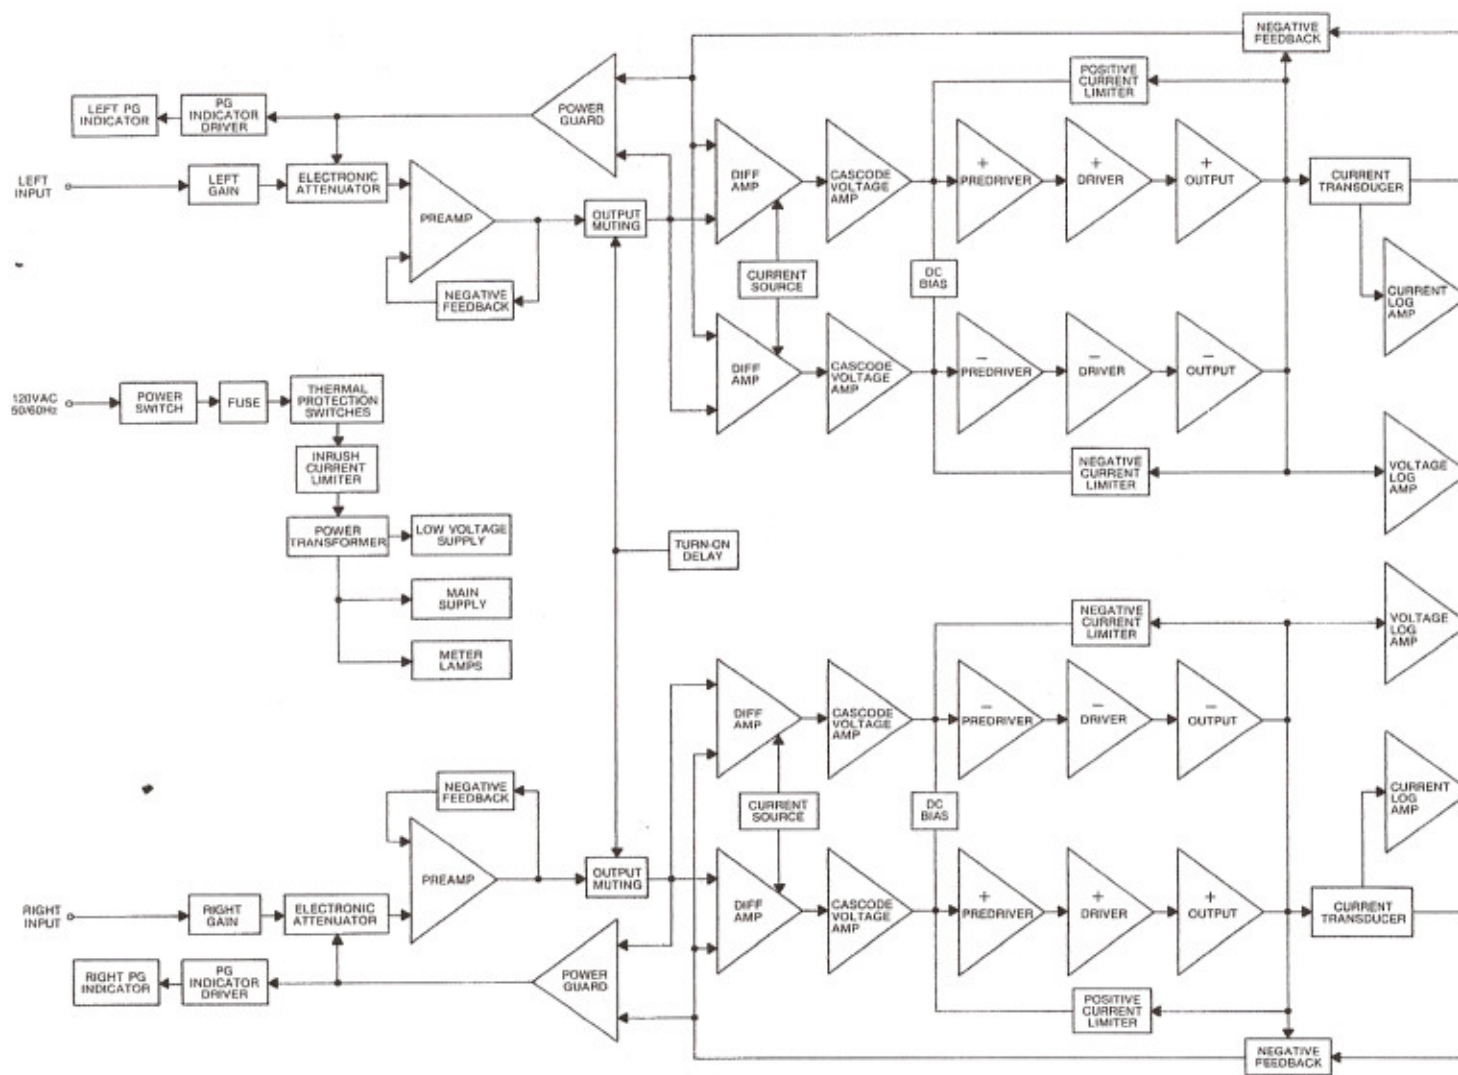 NEGATIVE
FEEDBACK
POSITIVE
CURRENT
LIMITER
LEFT PG
INDICATOR
PG
INDICATOR
DRIVER
POWER
GUARD
LEFT
INPUT
LEFT
GAIN
ELECTRONIC
ATTENUATOR
PREAMP
OUTPUT
MUTING
NEGATIVE
FEEDBACK
DIFF
AMP
CASCODE
VOLTAGE
AMP
+
PREDRIVER
+
DRIVER
+
OUTPUT
CURRENT
TRANSDUCER
CURRENT
SOURCE
DC
BIAS
CURRENT
LOG
AMP
DIFF
AMP
CASCODE
VOLTAGE
AMP
−
PREDRIVER
−
DRIVER
−
OUTPUT
NEGATIVE
CURRENT
LIMITER
VOLTAGE
LOG
AMP
120VAC
50/60Hz
POWER
SWITCH
FUSE
THERMAL
PROTECTION
SWITCHES
INRUSH
CURRENT
LIMITER
POWER
TRANSFORMER
LOW VOLTAGE
SUPPLY
MAIN
SUPPLY
METER
LAMPS
TURN-ON
DELAY
NEGATIVE
CURRENT
LIMITER
VOLTAGE
LOG
AMP
DIFF
AMP
CASCODE
VOLTAGE
AMP
−
PREDRIVER
−
DRIVER
−
OUTPUT
NEGATIVE
FEEDBACK
PREAMP
OUTPUT
MUTING
CURRENT
SOURCE
DC
BIAS
CURRENT
LOG
AMP
RIGHT
INPUT
RIGHT
GAIN
ELECTRONIC
ATTENUATOR
DIFF
AMP
CASCODE
VOLTAGE
AMP
+
PREDRIVER
+
DRIVER
+
OUTPUT
CURRENT
TRANSDUCER
RIGHT PG
INDICATOR
PG
INDICATOR
DRIVER
POWER
GUARD
POSITIVE
CURRENT
LIMITER
NEGATIVE
FEEDBACK